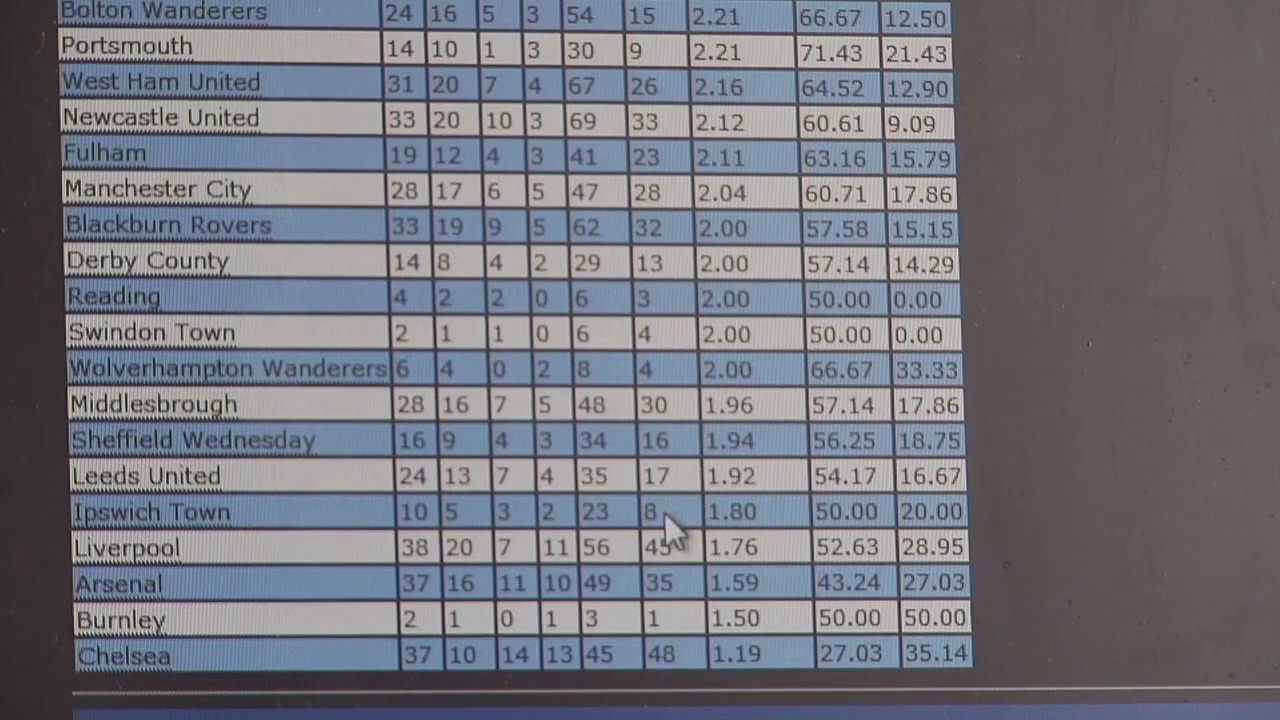 Bolton Wanderers 24 16 5 3 54 15 2.21 66.67 12.50
Portsmouth 14 10 1 3 30 9 2.21 71.43 21.43
West Ham United 31 20 7 4 67 26 2.16 64.52 12.90
Newcastle United 33 20 10 3 69 33 2.12 60.61 9.09
Fulham 19 12 4 3 41 23 2.11 63.16 15.79
Manchester City 28 17 6 5 47 28 2.04 60.71 17.86
Blackburn Rovers 33 19 9 5 62 32 2.00 57.58 15.15
Derby County 14 8 4 2 29 13 2.00 57.14 14.29
Reading 4 2 2 0 6 3 2.00 50.00 0.00
Swindon Town 2 1 1 0 6 4 2.00 50.00 0.00
Wolverhampton Wanderers 6 4 0 2 8 4 2.00 66.67 33.33
Middlesbrough 28 16 7 5 48 30 1.96 57.14 17.86
Sheffield Wednesday 16 9 4 3 34 16 1.94 56.25 18.75
Leeds United 24 13 7 4 35 17 1.92 54.17 16.67
Ipswich Town 10 5 3 2 23 8 1.80 50.00 20.00
Liverpool 38 20 7 11 56 45 1.76 52.63 28.95
Arsenal 37 16 11 10 49 35 1.59 43.24 27.03
Burnley 2 1 0 1 3 1 1.50 50.00 50.00
Chelsea 37 10 14 13 45 48 1.19 27.03 35.14